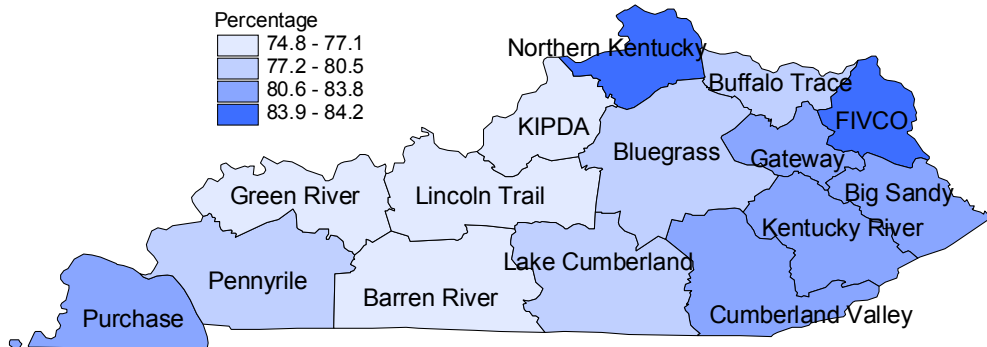 Percentage
74.8 - 77.1
77.2 - 80.5
80.6 - 83.8
83.9 - 84.2
Northern Kentucky
Buffalo Trace
KIPDA
FIVCO
Bluegrass
Gateway
Green River
Lincoln Trail
Big Sandy
Kentucky River
Lake Cumberland
Pennyrile
Barren River
Purchase
Cumberland Valley